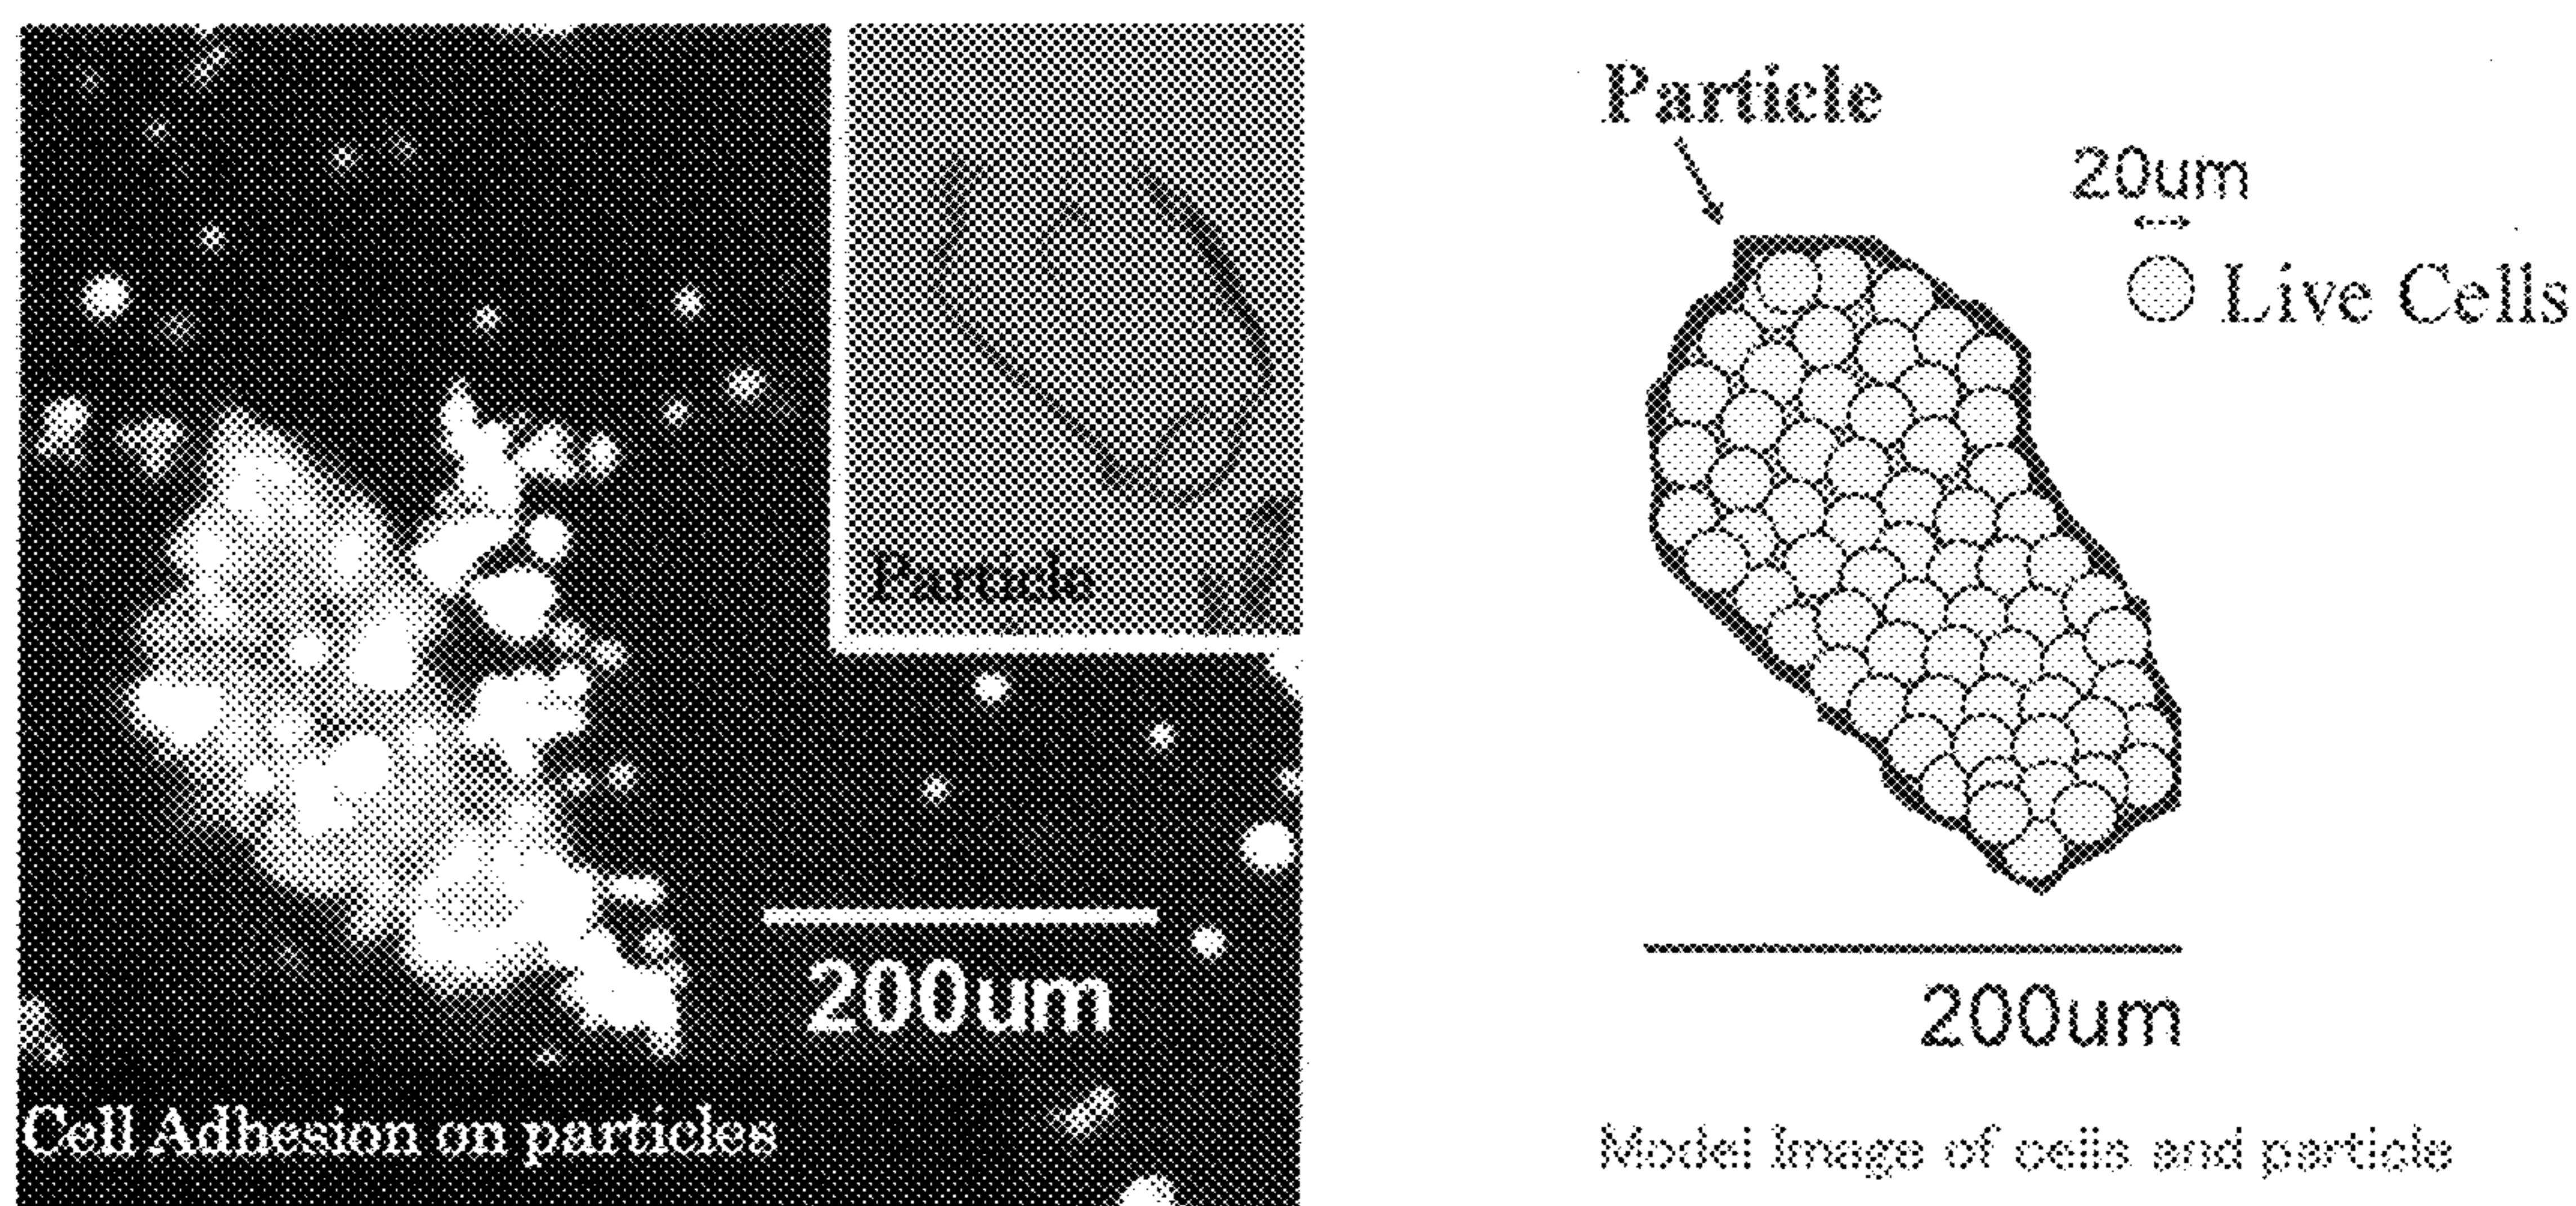 Particle
200um
Cell Adhesion on particles
Particle
20um
Live Cells
200um
Model Image of cells and particle